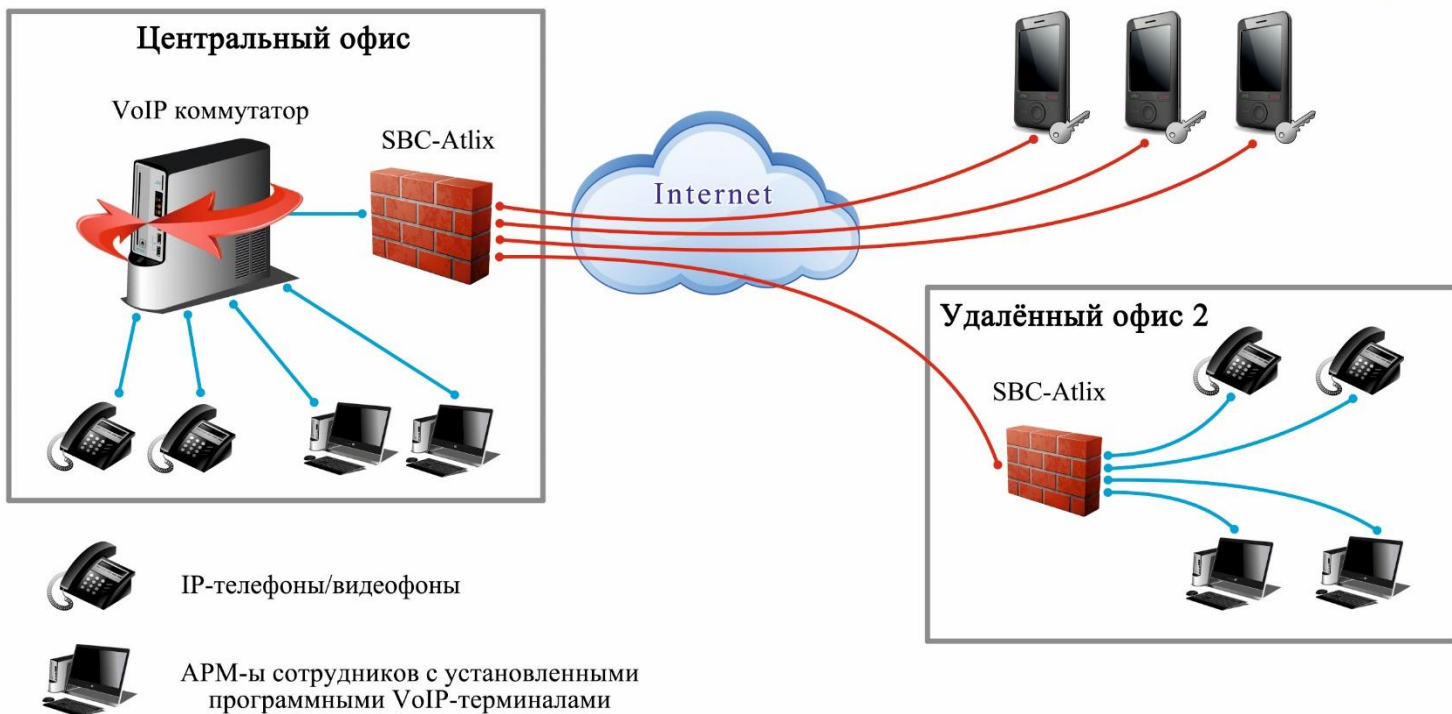 Центральный офис
VoIP коммутатор
SBC-Atlix
Internet
Удалённый офис 2
SBC-Atlix
IP-телефоны/видеофоны
АРМ-ы сотрудников с установленными
программными VoIP-терминалами